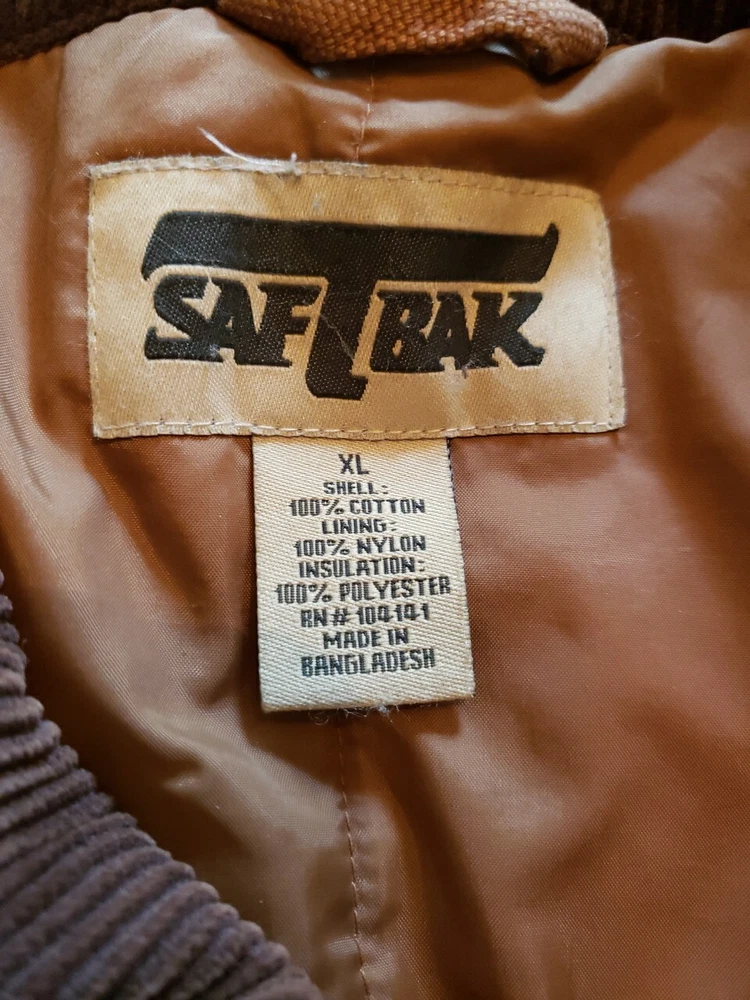 SAFTBAK
XL
SHELL:
100% COTTON
LINING:
100% NYLON
INSULATION:
100% POLYESTER
RN# 104141
MADE IN
BANGLADESH